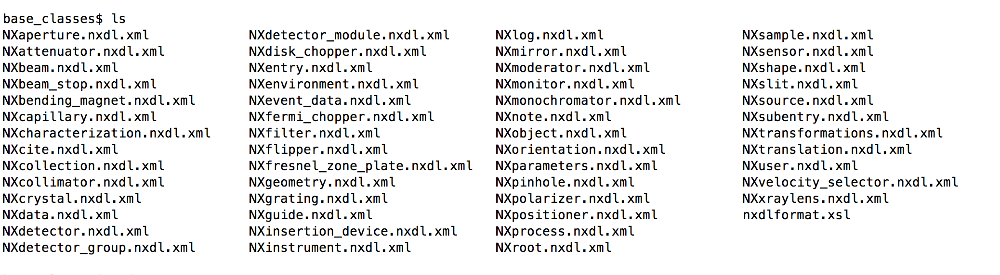 base_classes$ ls
NXaperture.nxdl.xml NXdetector_module.nxdl.xml NXlog.nxdl.xml NXsample.nxdl.xml
NXattenuator.nxdl.xml NXdisk_chopper.nxdl.xml NXmirror.nxdl.xml NXsensor.nxdl.xml
NXbeam.nxdl.xml NXentry.nxdl.xml NXmoderator.nxdl.xml NXshape.nxdl.xml
NXbeam_stop.nxdl.xml NXenvironment.nxdl.xml NXmonitor.nxdl.xml NXslit.nxdl.xml
NXbending_magnet.nxdl.xml NXevent_data.nxdl.xml NXmonochromator.nxdl.xml NXsource.nxdl.xml
NXcapillary.nxdl.xml NXfermi_chopper.nxdl.xml NXnote.nxdl.xml NXsubentry.nxdl.xml
NXcharacterization.nxdl.xml NXfilter.nxdl.xml NXobject.nxdl.xml NXtransformations.nxdl.xml
NXcite.nxdl.xml NXflipper.nxdl.xml NXorientation.nxdl.xml NXtranslation.nxdl.xml
NXcollection.nxdl.xml NXfresnel_zone_plate.nxdl.xml NXparameters.nxdl.xml NXuser.nxdl.xml
NXcollimator.nxdl.xml NXgeometry.nxdl.xml NXpinhole.nxdl.xml NXvelocity_selector.nxdl.xml
NXcrystal.nxdl.xml NXgrating.nxdl.xml NXpolarizer.nxdl.xml NXxraylens.nxdl.xml
NXdata.nxdl.xml NXguide.nxdl.xml NXpositioner.nxdl.xml nxdlformat.xsl
NXdetector.nxdl.xml NXinsertion_device.nxdl.xml NXprocess.nxdl.xml
NXdetector_group.nxdl.xml NXinstrument.nxdl.xml NXroot.nxdl.xml